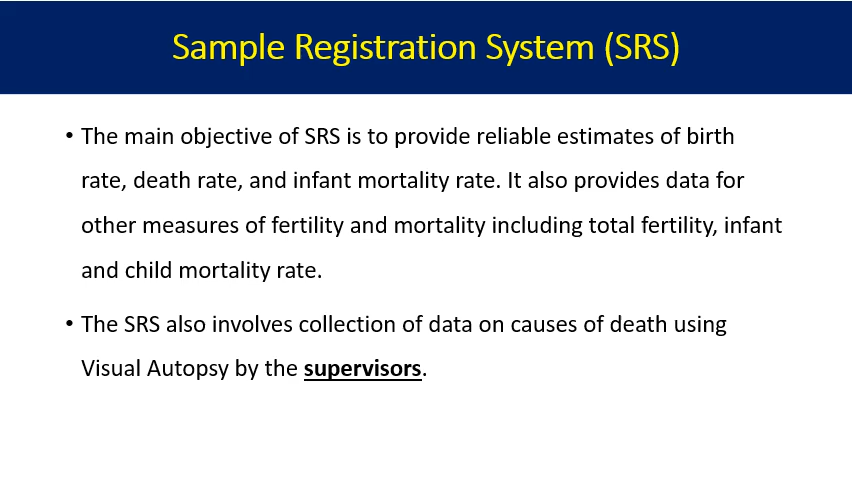 Sample Registration System (SRS)
• The main objective of SRS is to provide reliable estimates of birth
rate, death rate, and infant mortality rate. It also provides data for
other measures of fertility and mortality including total fertility, infant
and child mortality rate.
• The SRS also involves collection of data on causes of death using
Visual Autopsy by the supervisors.